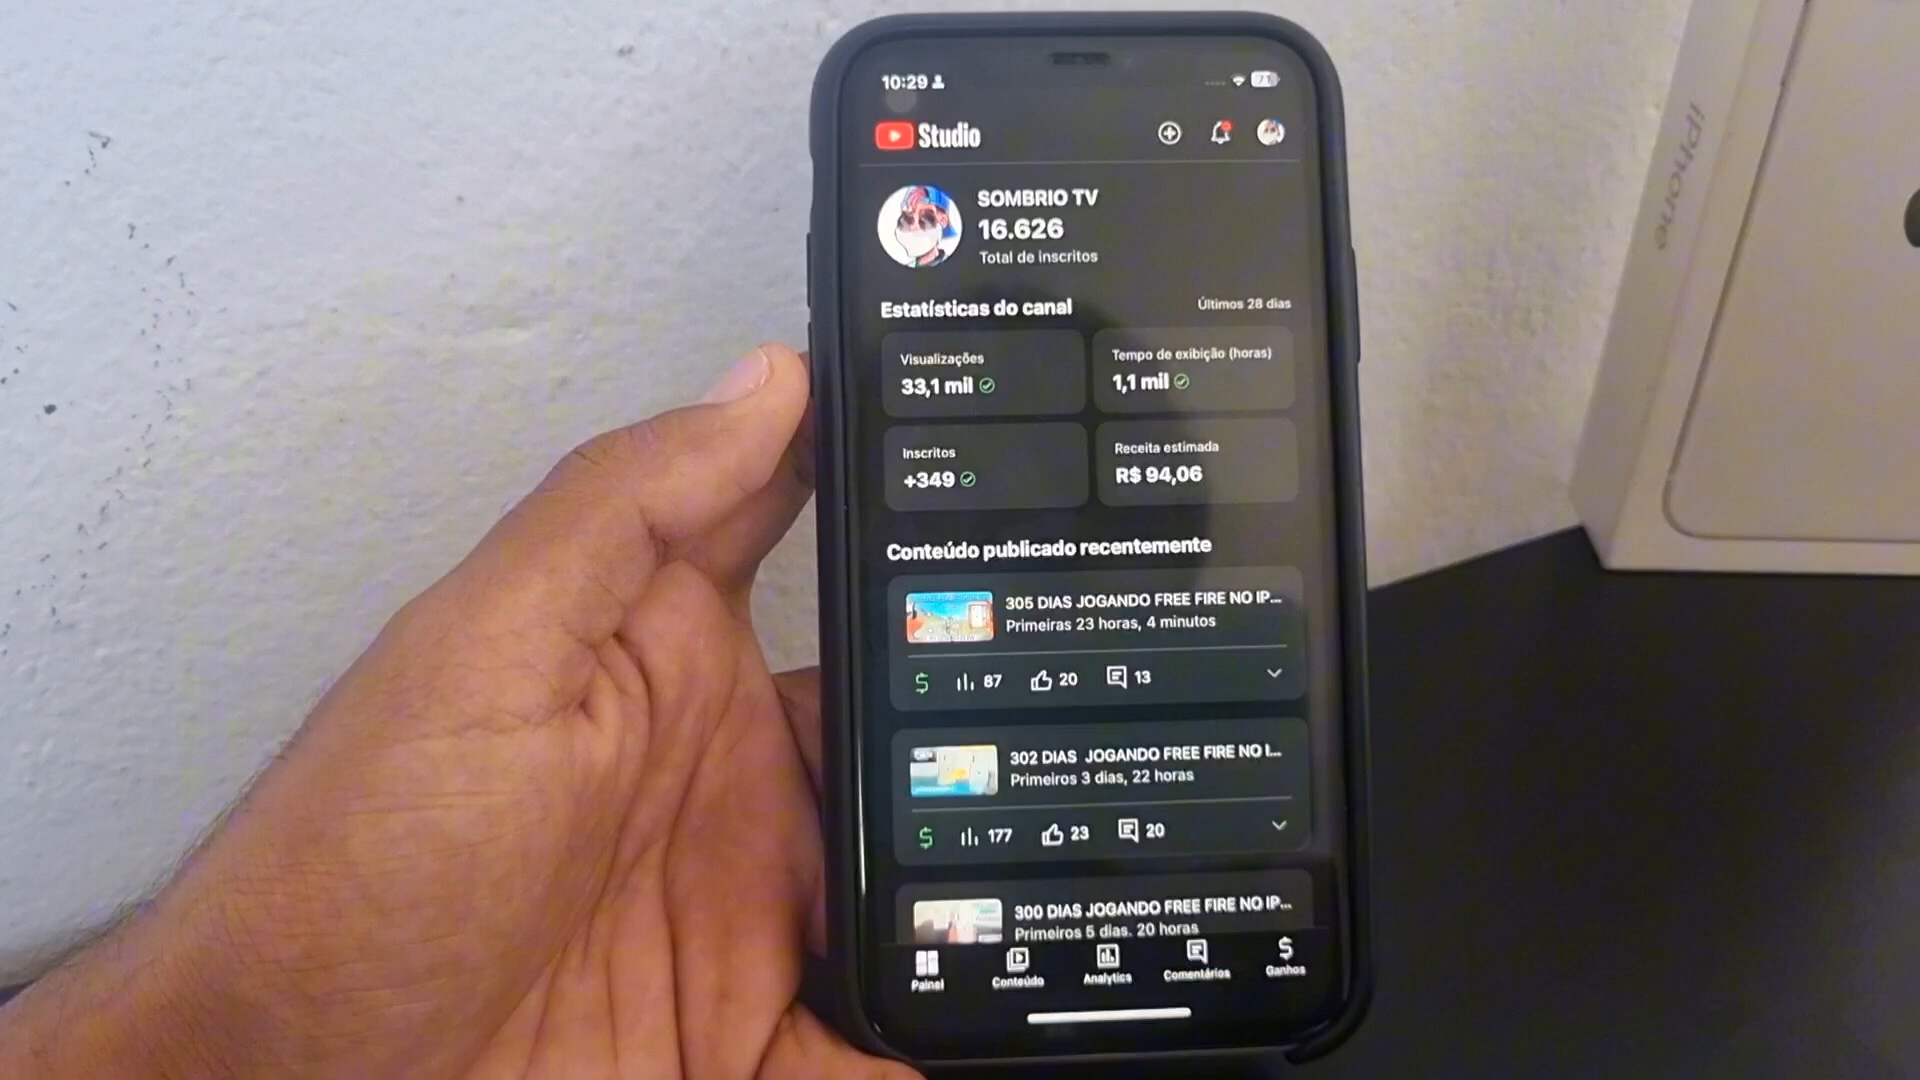 10:29
71
Studio
SOMBRIO TV
16.626
Total de inscritos
Estatísticas do canal
Últimos 28 dias
Visualizações
33,1 mil
Tempo de exibição (horas)
1,1 mil
Inscritos
+349
Receita estimada
R$ 94,06
Conteúdo publicado recentemente
305 DIAS JOGANDO FREE FIRE NO IP...
Primeiras 23 horas, 4 minutos
87 20 13
302 DIAS JOGANDO FREE FIRE NO I...
Primeiros 3 dias, 22 horas
177 23 20
300 DIAS JOGANDO FREE FIRE NO IP...
Primeiros 5 dias, 20 horas
Painel
Conteúdo
Analytics
Comentários
Ganhos
iPhone